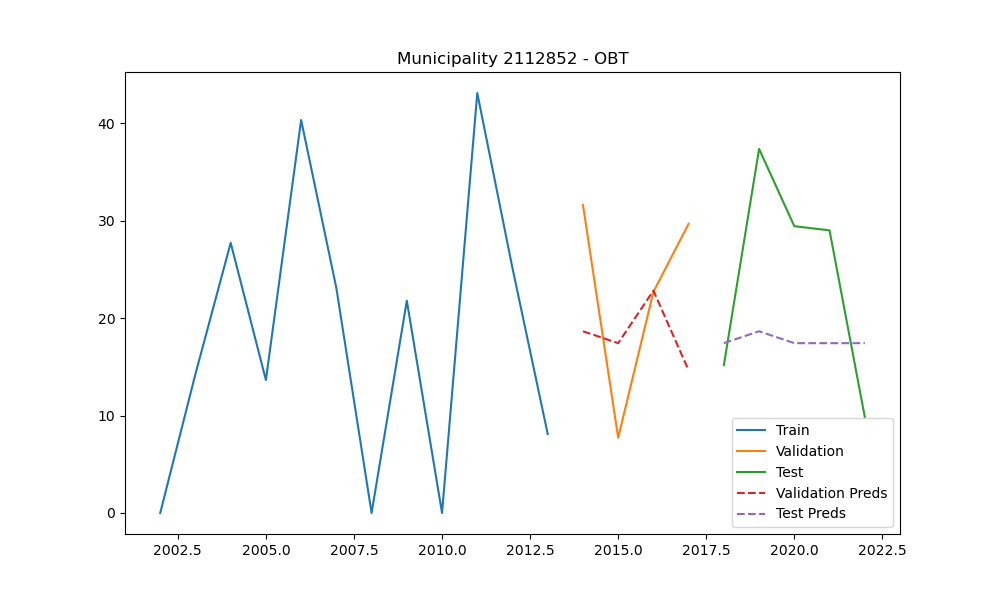 Municipality 2112852 - OBT
40
30
20
10
0
2002.5 2005.0 2007.5 2010.0 2012.5 2015.0 2017.5 2020.0 2022.5
Train
Validation
Test
Validation Preds
Test Preds